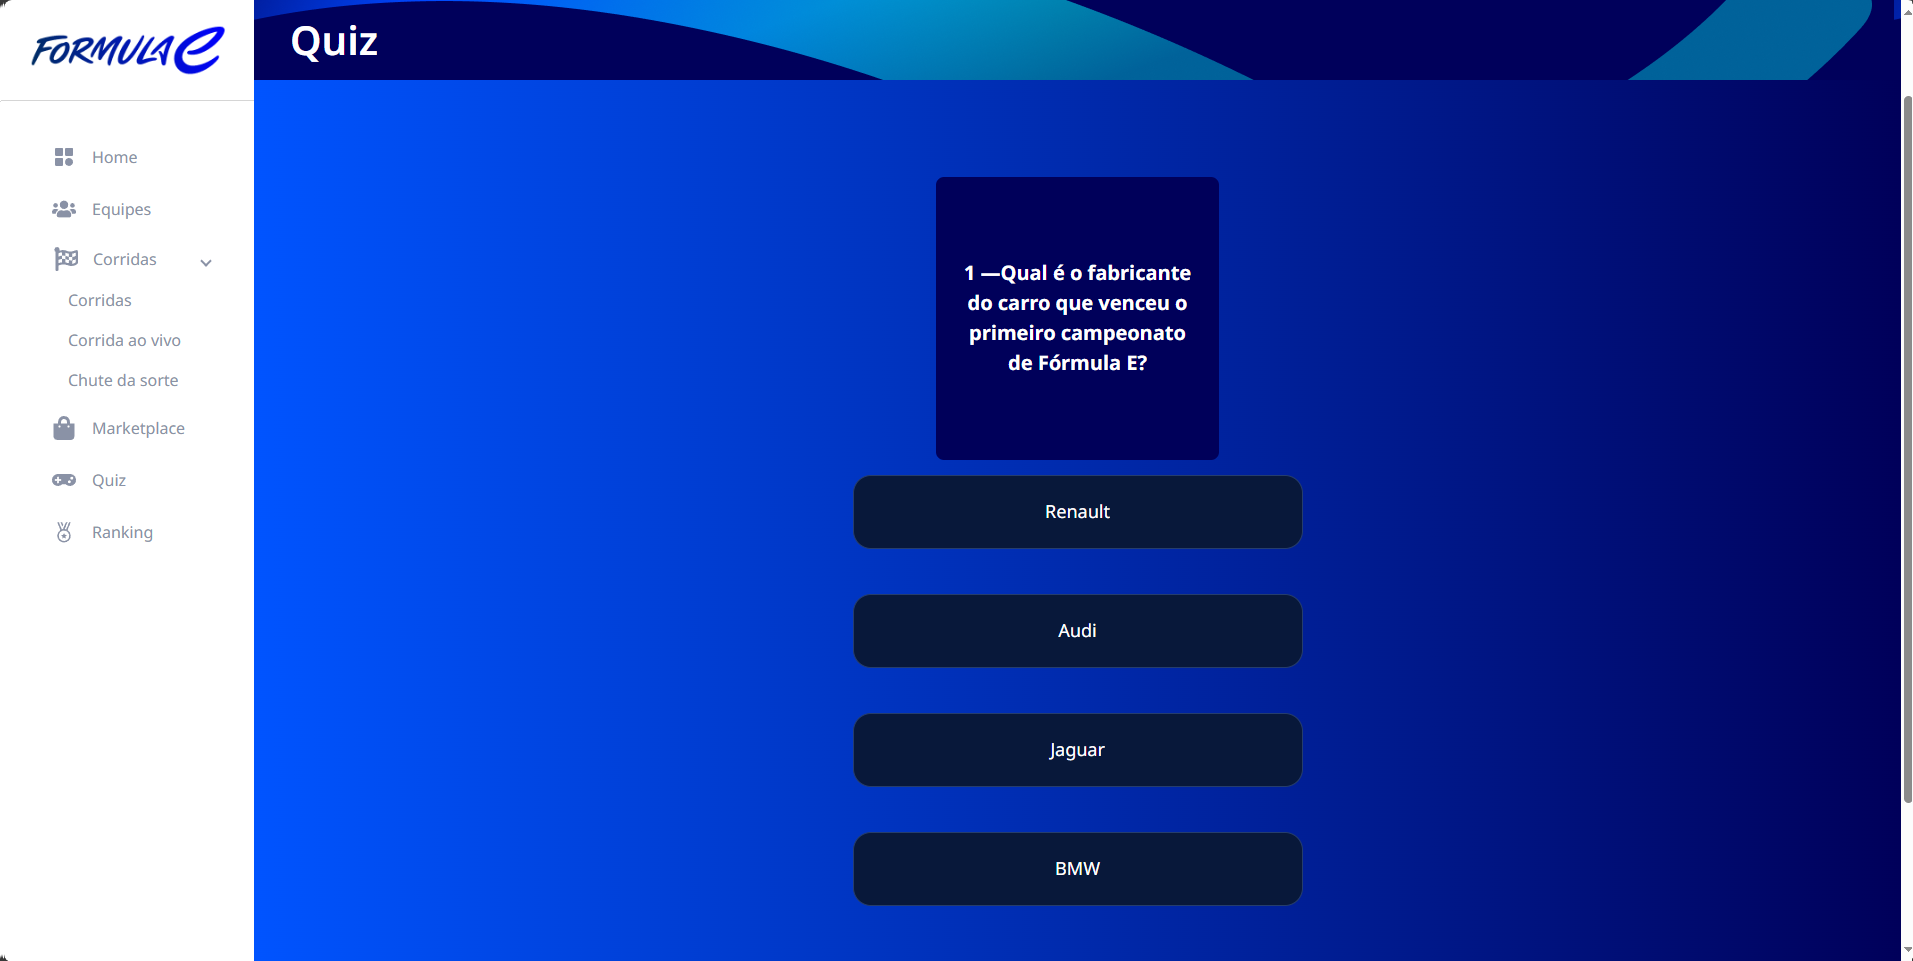 FORMULA E
Quiz
Home
Equipes
Corridas
Corridas
Corrida ao vivo
Chute da sorte
Marketplace
Quiz
Ranking
1 —Qual é o fabricante
do carro que venceu o
primeiro campeonato
de Fórmula E?
Renault
Audi
Jaguar
BMW